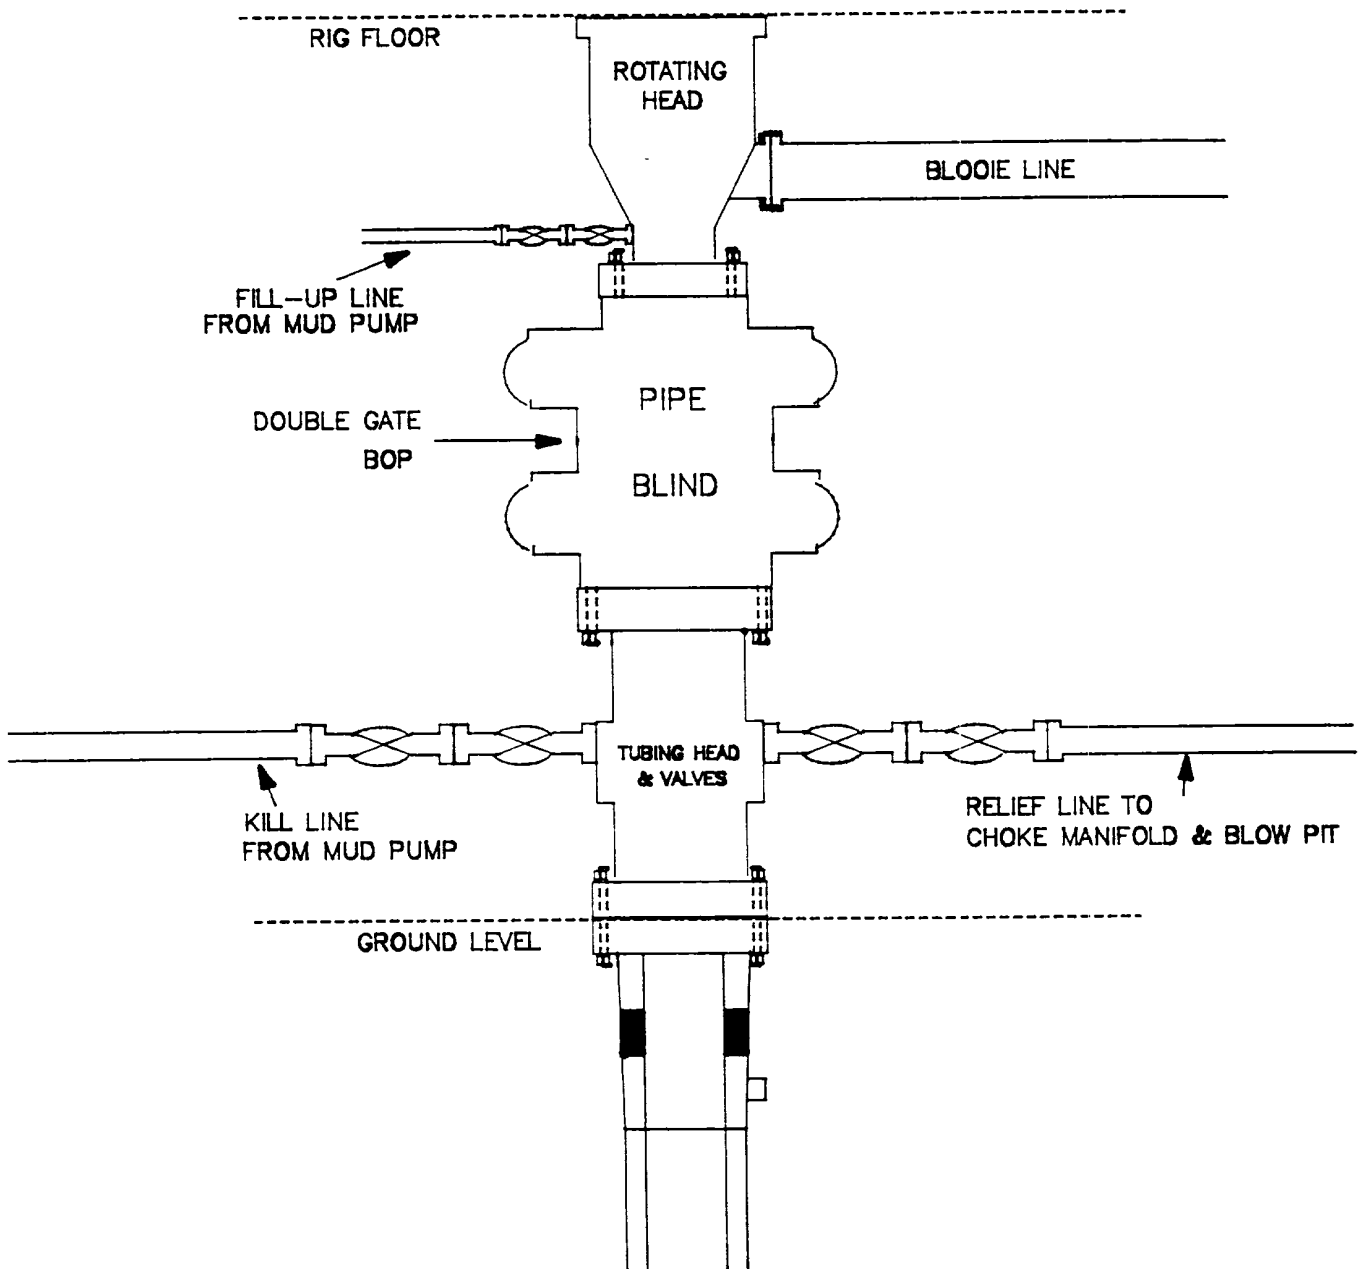 RIG FLOOR
ROTATING
HEAD
BLOOIE LINE
FILL-UP LINE
FROM MUD PUMP
PIPE
DOUBLE GATE
BOP
BLIND
TUBING HEAD
& VALVES
KILL LINE
FROM MUD PUMP
RELIEF LINE TO
CHOKE MANIFOLD & BLOW PIT
GROUND LEVEL